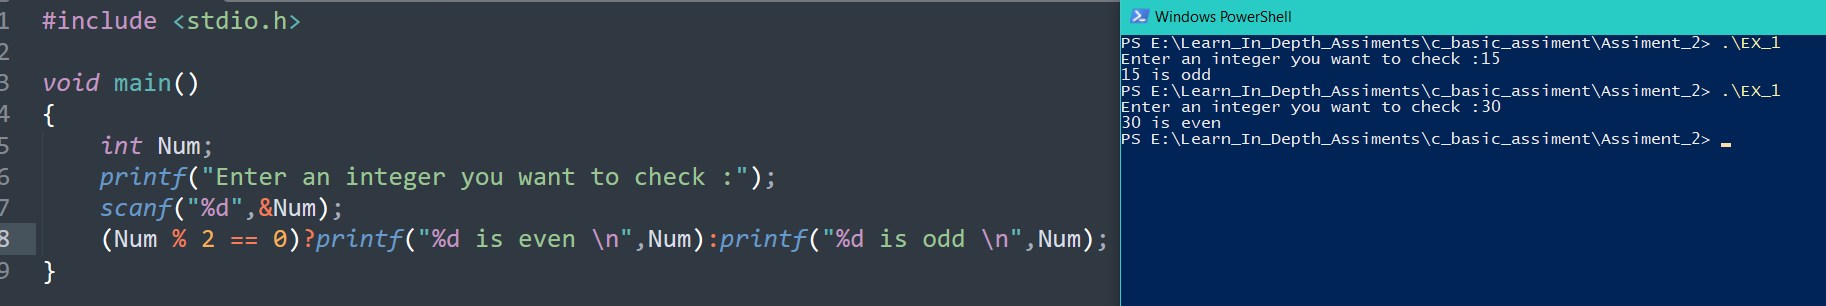 1 #include <stdio.h>
2
3 void main()
4 {
5     int Num;
6     printf("Enter an integer you want to check :");
7     scanf("%d",&Num);
8     (Num % 2 == 0)?printf("%d is even \n",Num):printf("%d is odd \n",Num);
9 }
Windows PowerShell
PS E:\Learn_In_Depth_Assiments\c_basic_assiment\Assiment_2> .\EX_1
Enter an integer you want to check :15
15 is odd
PS E:\Learn_In_Depth_Assiments\c_basic_assiment\Assiment_2> .\EX_1
Enter an integer you want to check :30
30 is even
PS E:\Learn_In_Depth_Assiments\c_basic_assiment\Assiment_2>